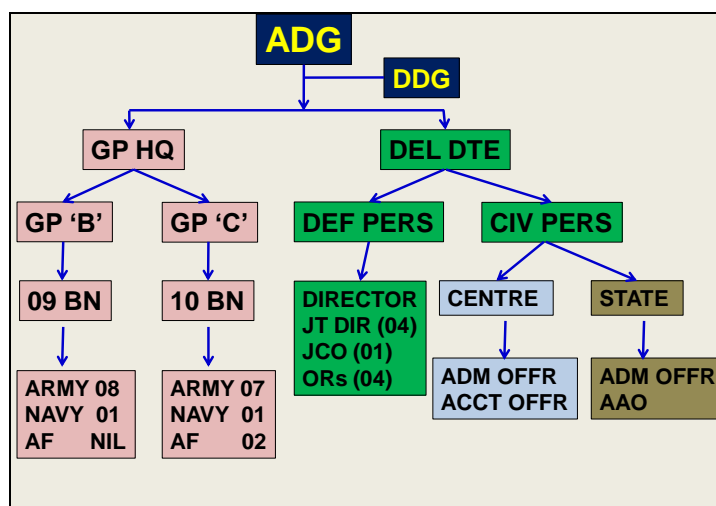 ADG
DDG
GP HQ
DEL DTE
GP ‘B’
GP ‘C’
DEF PERS
CIV PERS
09 BN
10 BN
DIRECTOR
JT DIR (04)
JCO (01)
ORs (04)
CENTRE
STATE
ARMY 08
NAVY 01
AF NIL
ARMY 07
NAVY 01
AF 02
ADM OFFR
ACCT OFFR
ADM OFFR
AAO